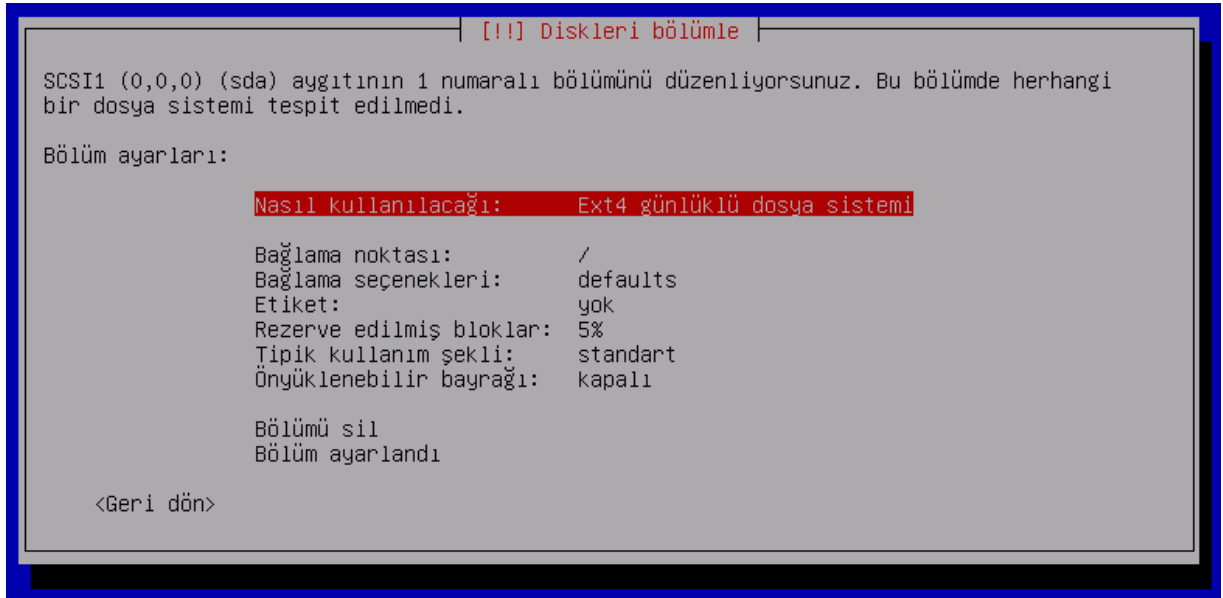 [!!] Diskleri bölümle
SCSI1 (0,0,0) (sda) aygıtının 1 numaralı bölümünü düzenliyorsunuz. Bu bölümde herhangi
bir dosya sistemi tespit edilmedi.
Bölüm ayarları:
Nasıl kullanılacağı: Ext4 günlüklü dosya sistemi
Bağlama noktası: /
Bağlama seçenekleri: defaults
Etiket: yok
Rezerve edilmiş bloklar: 5%
Tipik kullanım şekli: standart
Önyüklenebilir bayrağı: kapalı
Bölümü sil
Bölüm ayarlandı
<Geri dön>